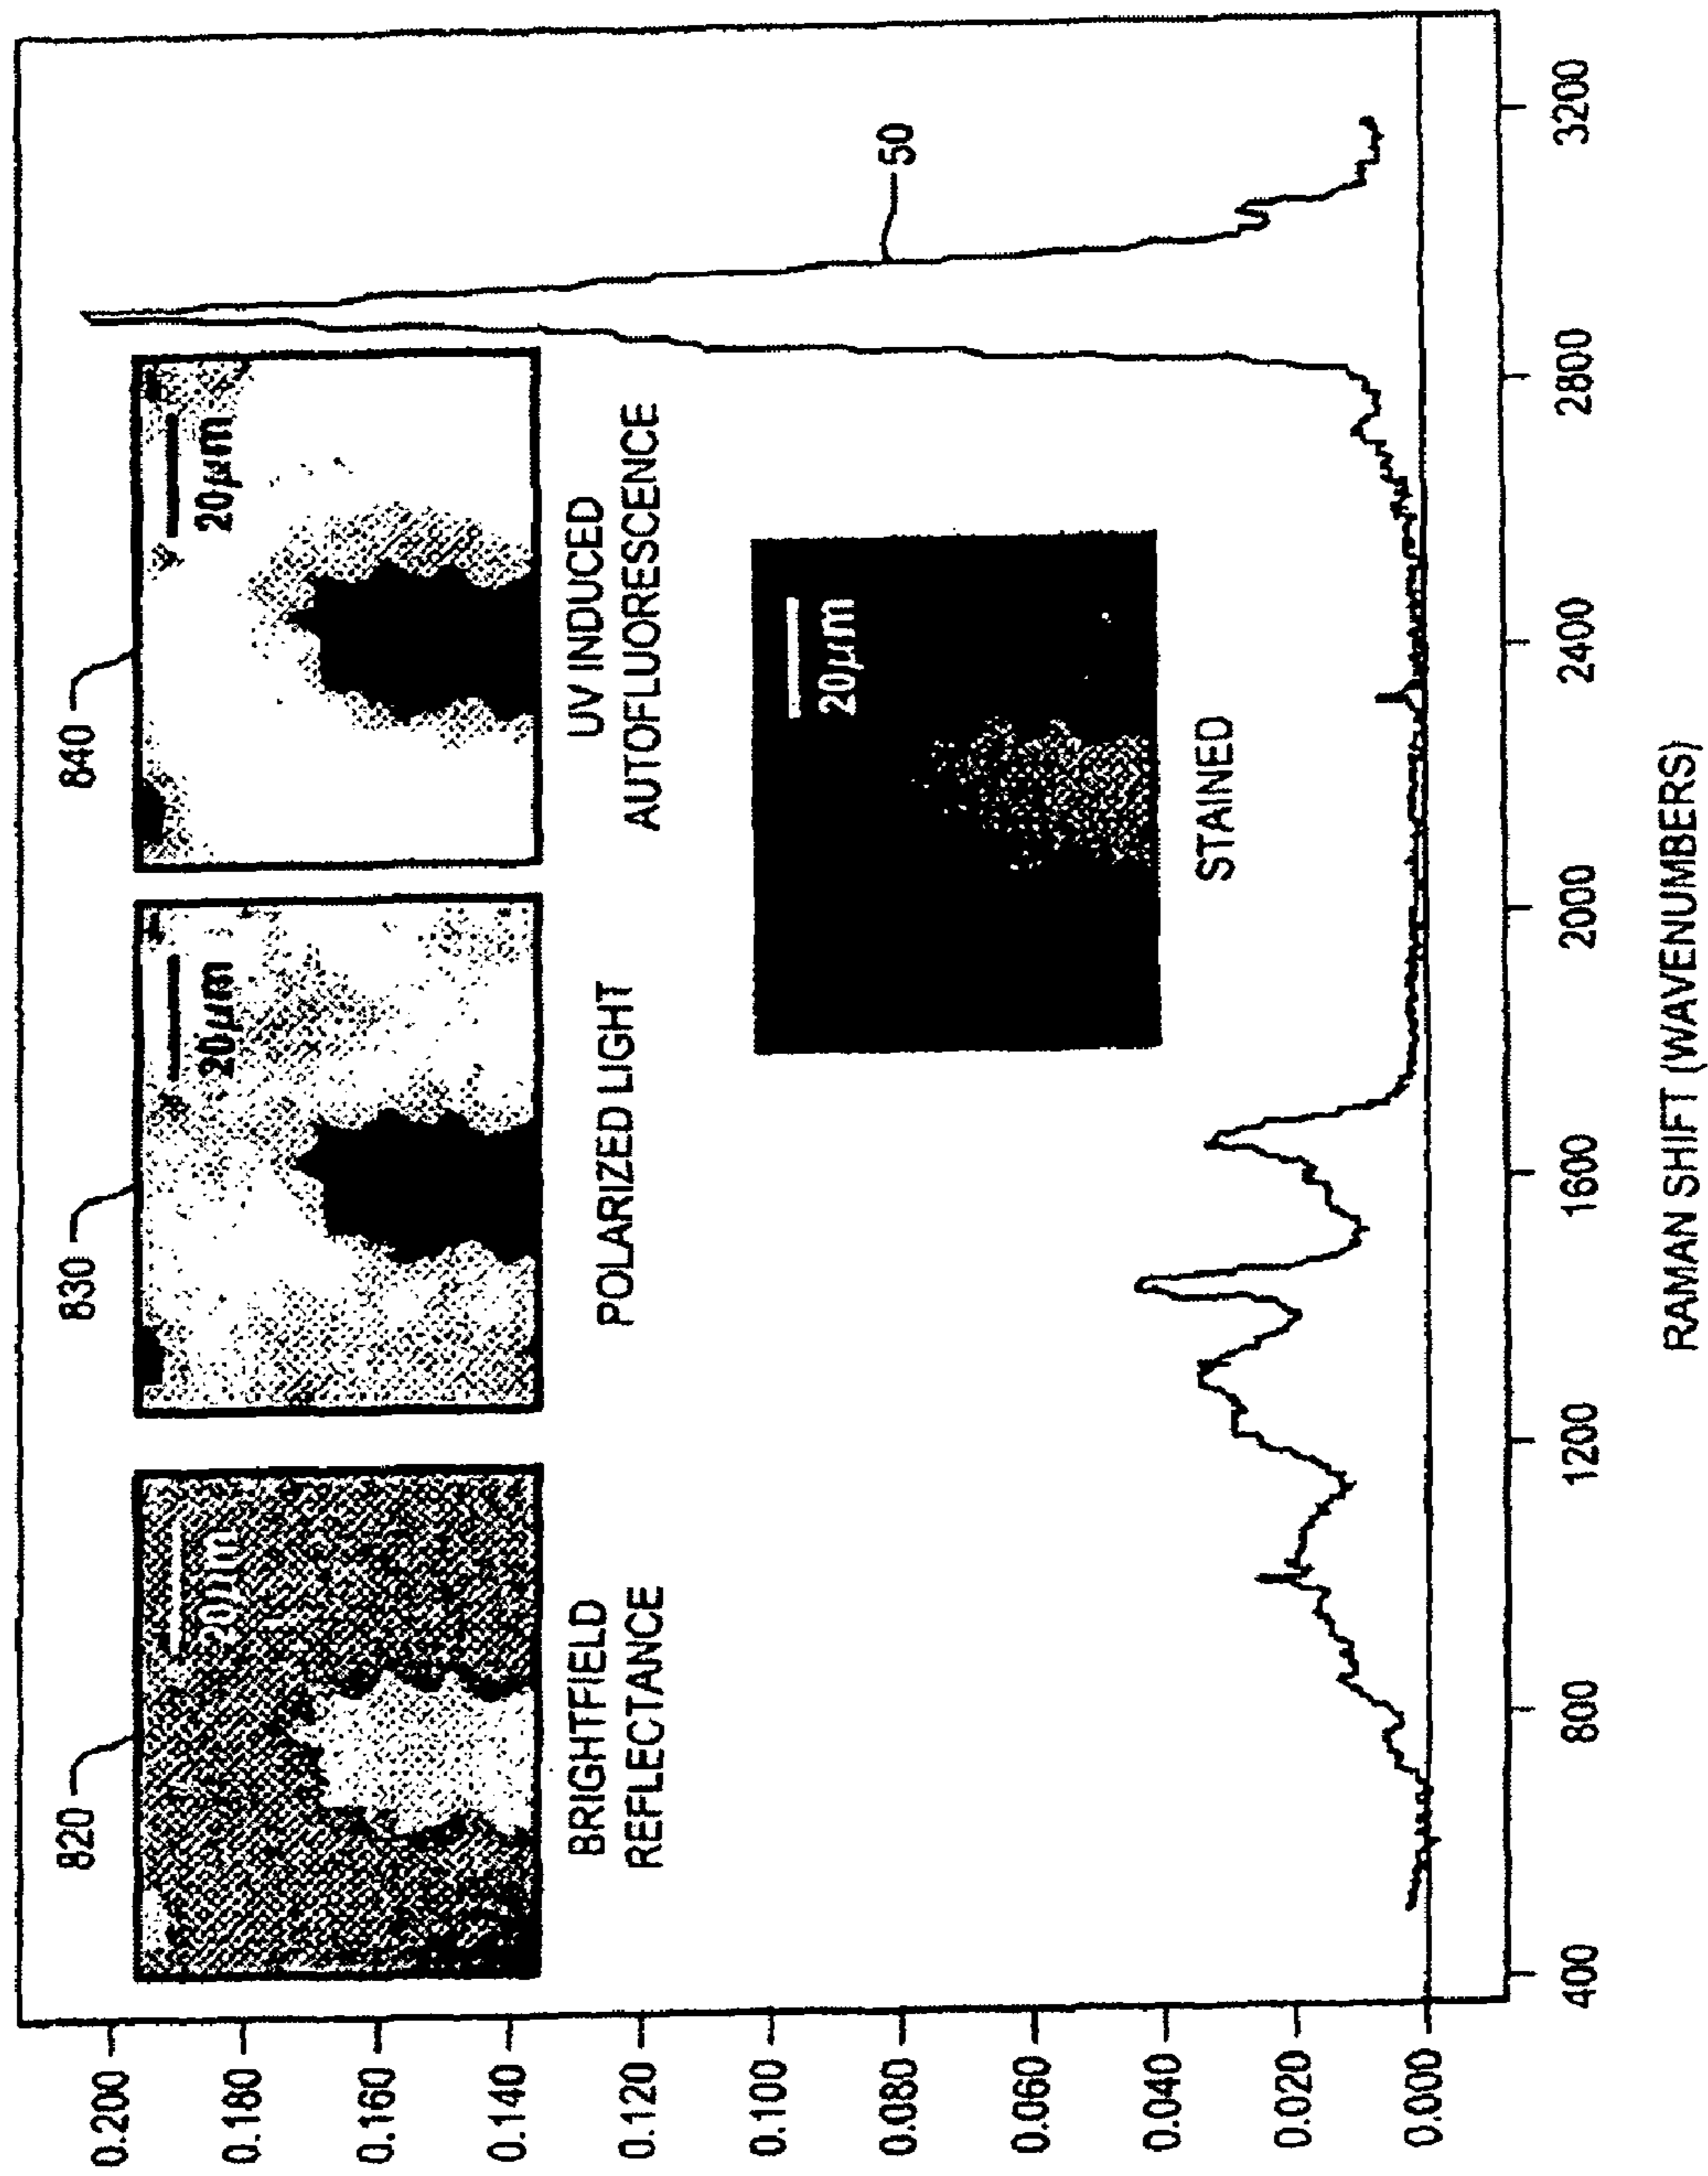 820
830
840
20µm
20µm
20µm
BRIGHTFIELD
REFLECTANCE
POLARIZED LIGHT
UV INDUCED
AUTOFLUORESCENCE
20µm
STAINED
50
0.200
0.180
0.160
0.140
0.120
0.100
0.080
0.060
0.040
0.020
0.000
400
800
1200
1600
2000
2400
2800
3200
RAMAN SHIFT (WAVENUMBERS)